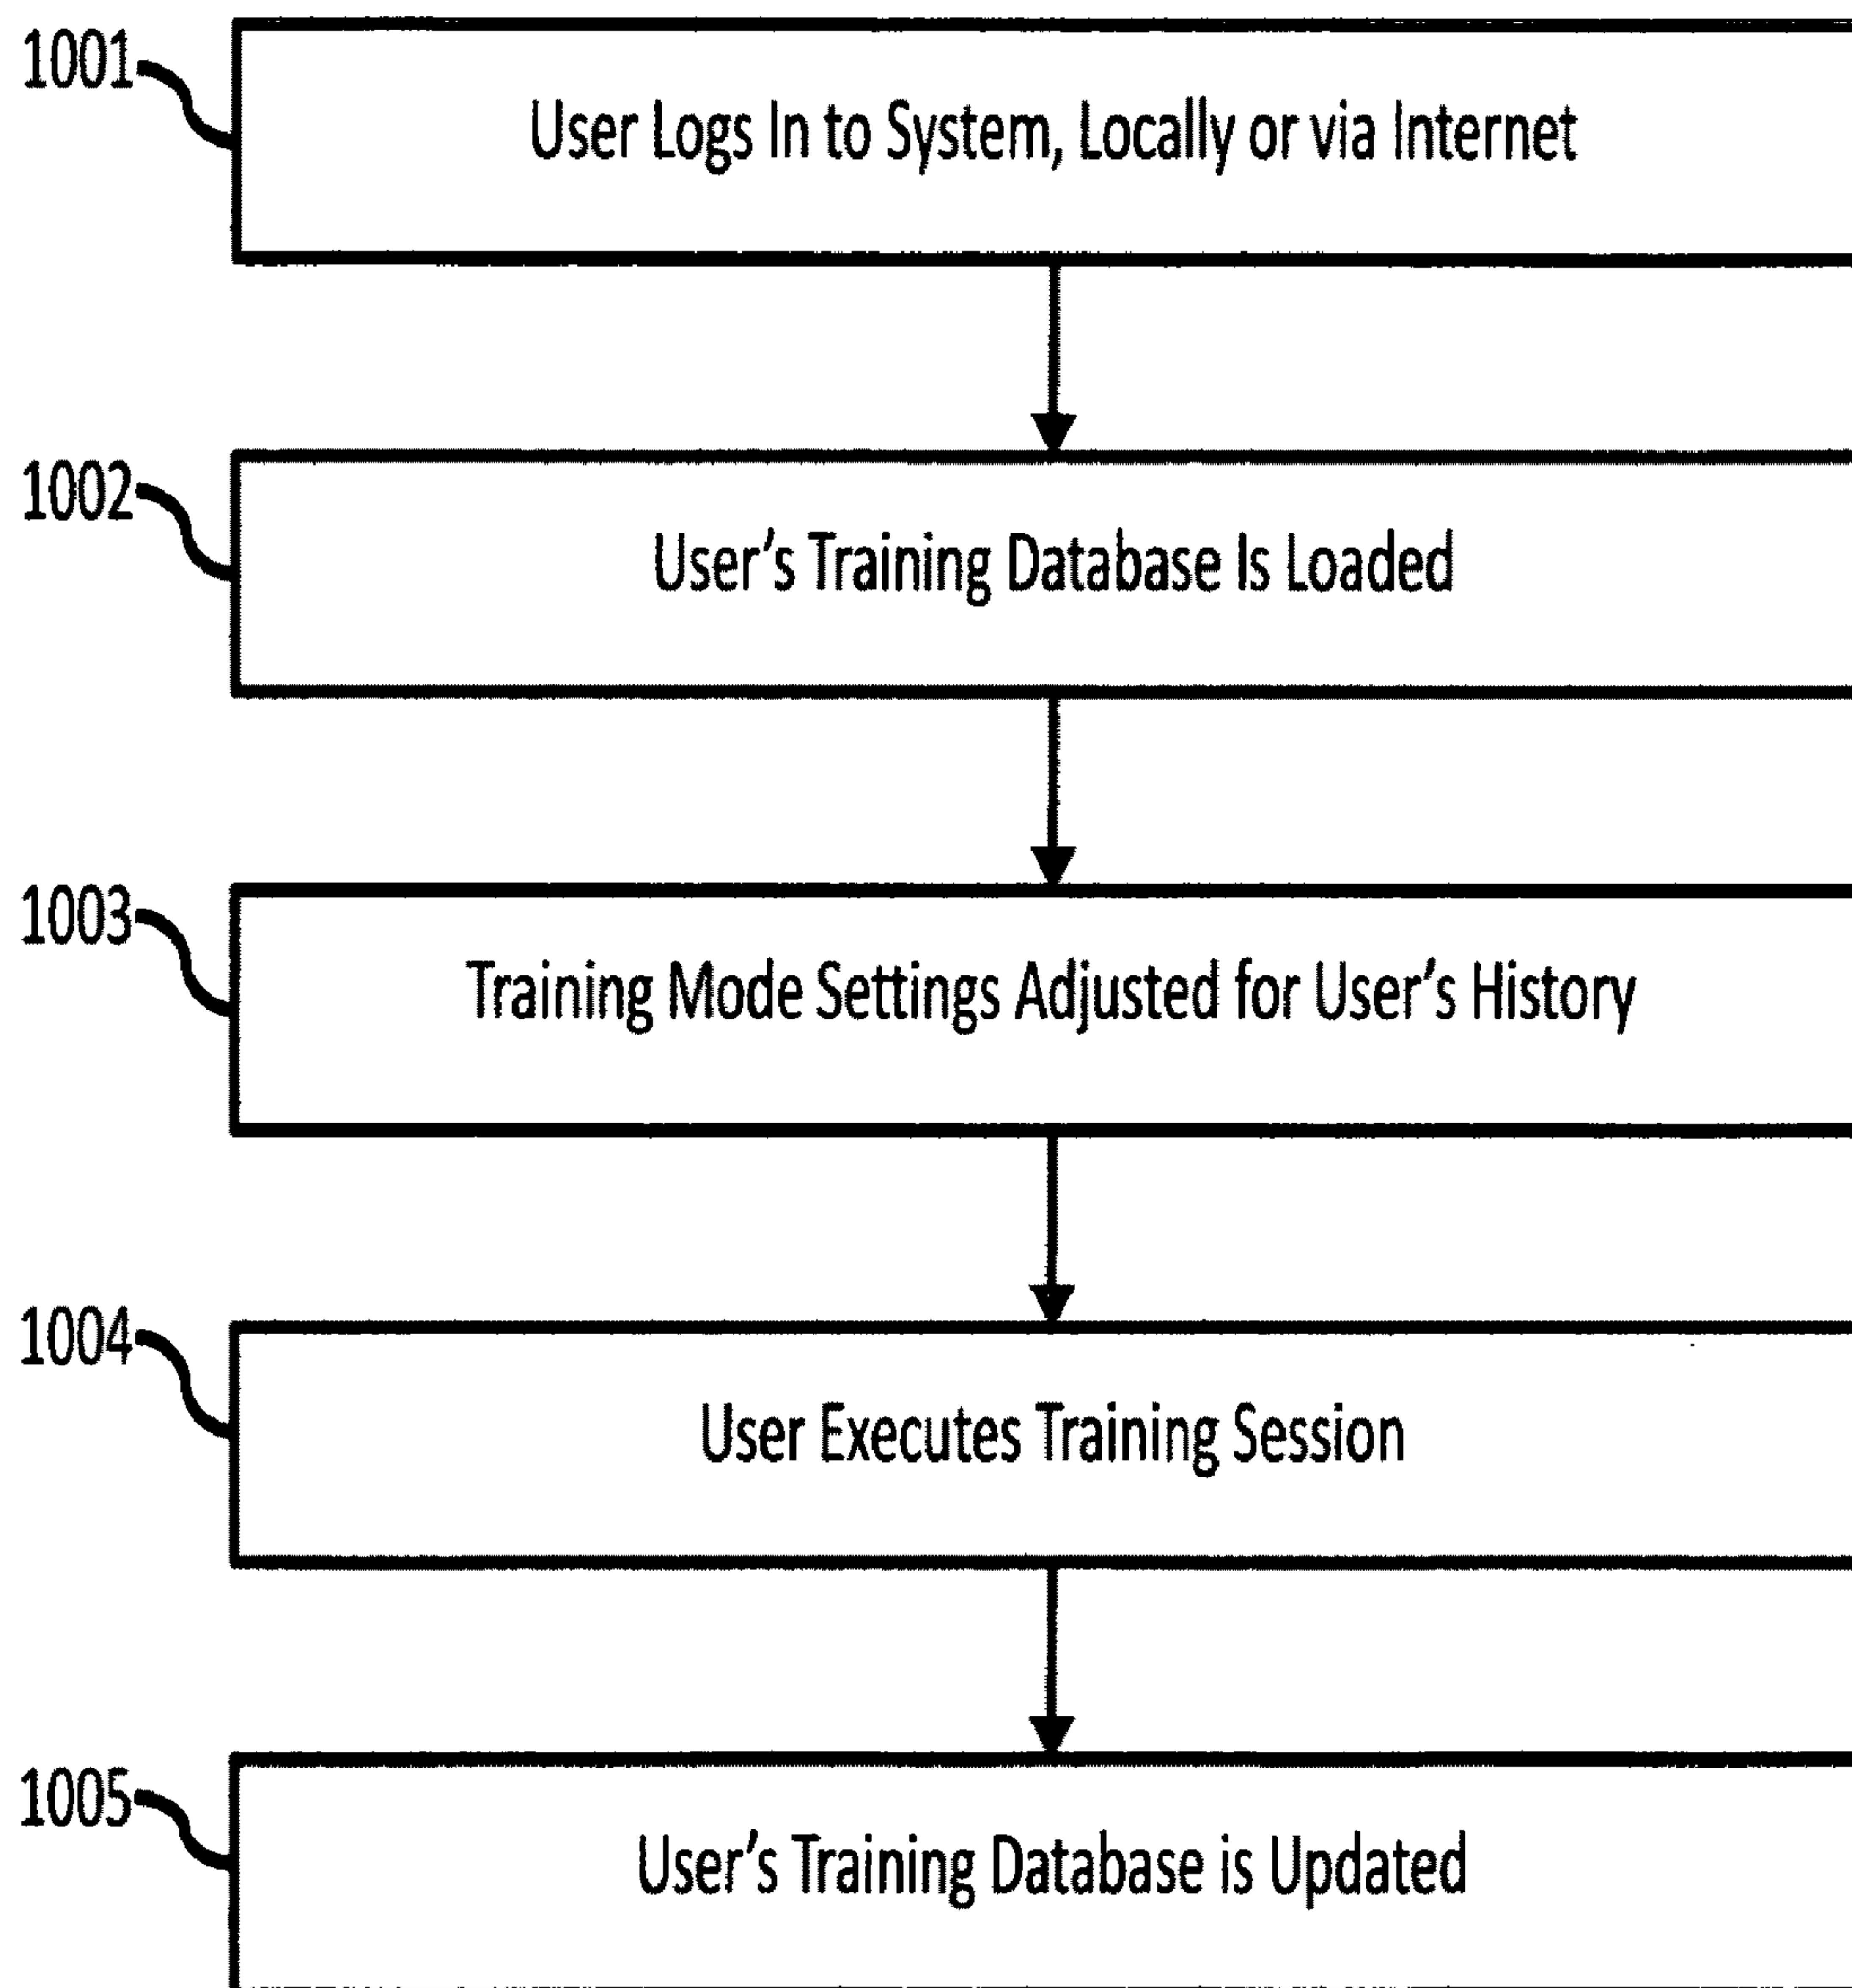 1001
User Logs In to System, Locally or via Internet
1002
User’s Training Database Is Loaded
1003
Training Mode Settings Adjusted for User’s History
1004
User Executes Training Session
1005
User’s Training Database is Updated